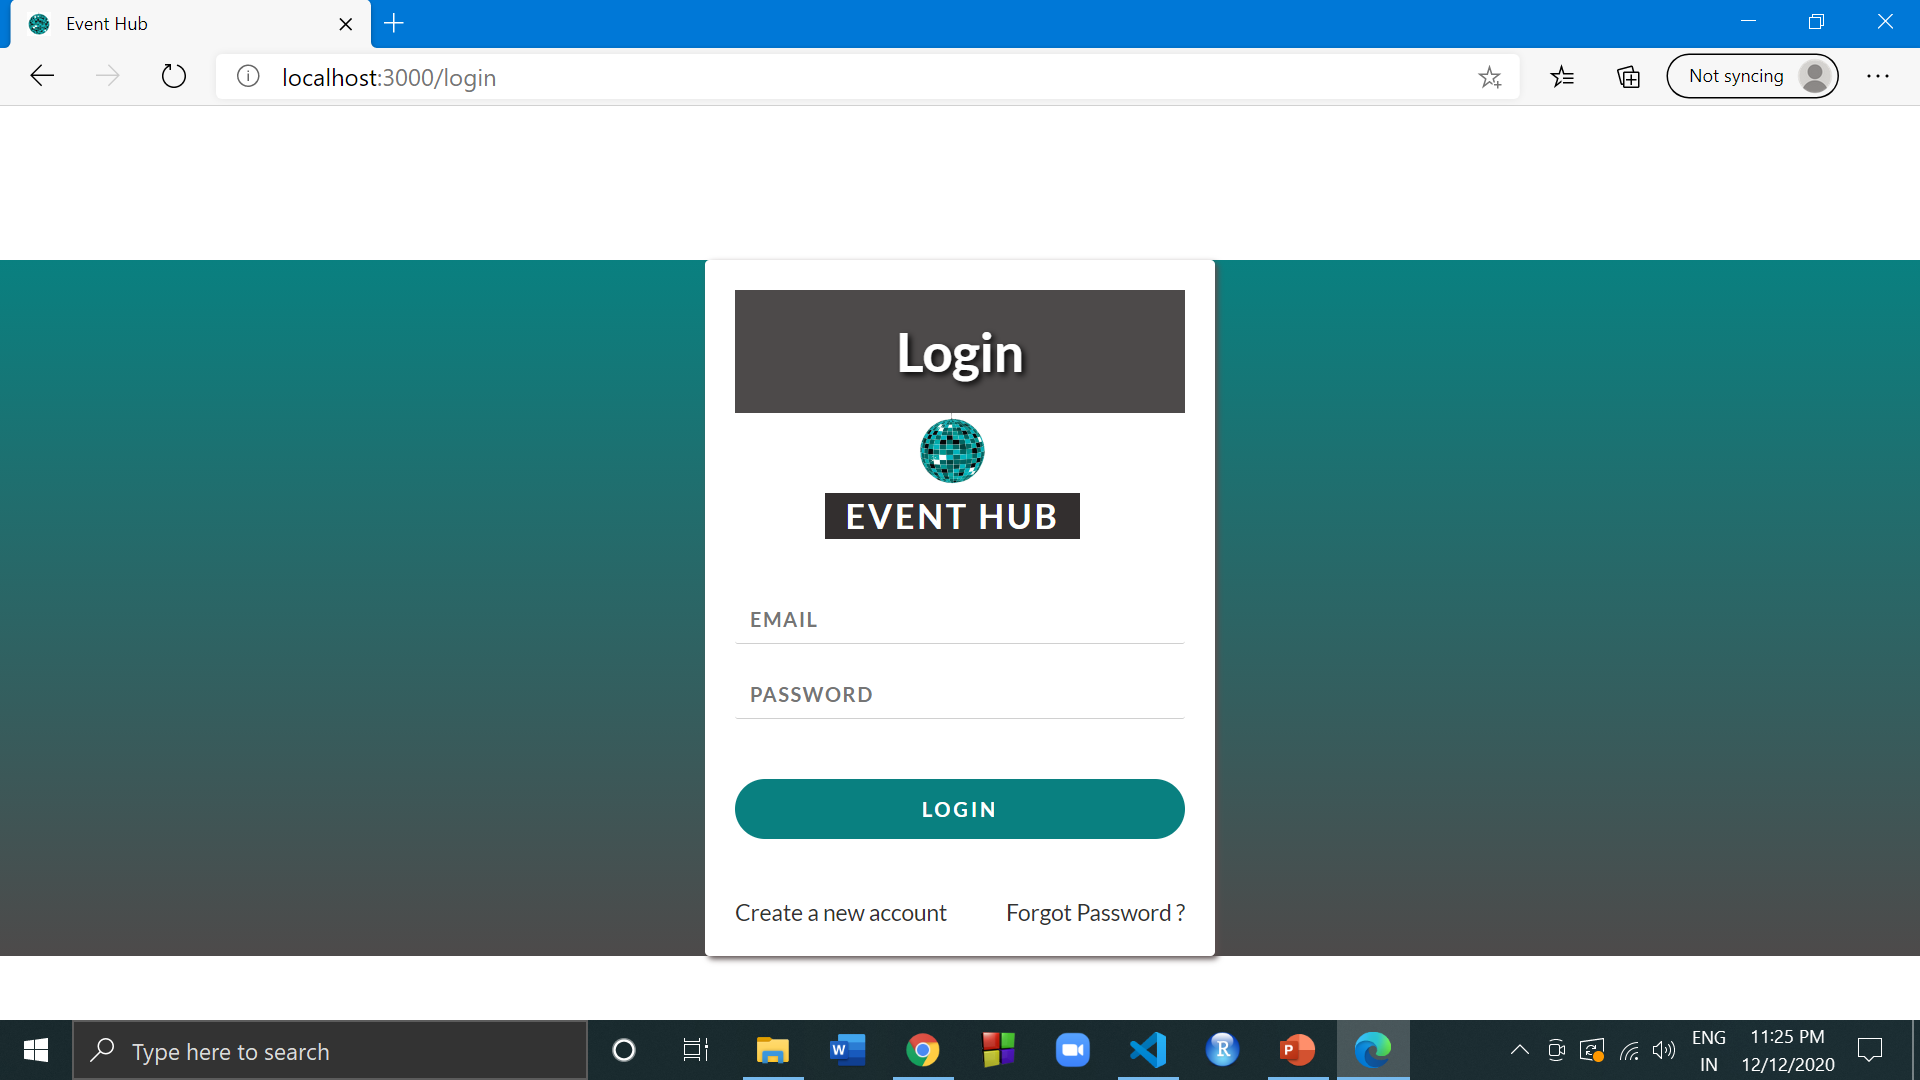 Event Hub
localhost:3000/login
Not syncing
Login
EVENT HUB
EMAIL
PASSWORD
LOGIN
Create a new account
Forgot Password ?
Type here to search
W
R
P
ENG
IN
11:25 PM
12/12/2020